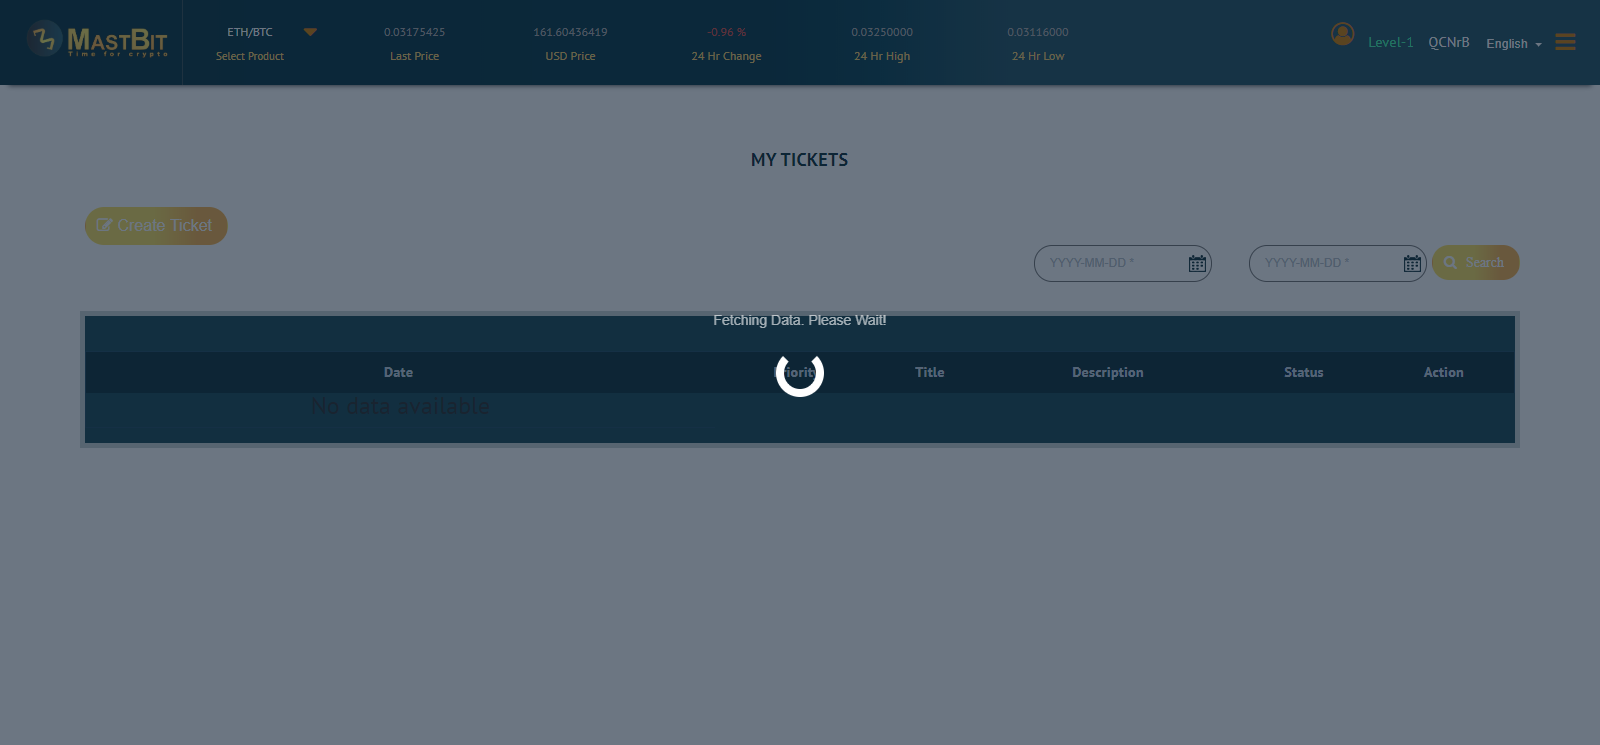 MASTBIT
Time for crypto
ETH/BTC
Select Product
0.03175425
Last Price
161.60436419
USD Price
-0.96 %
24 Hr Change
0.03250000
24 Hr High
0.03116000
24 Hr Low
Level-1
QCNrB
English
MY TICKETS
Create Ticket
YYYY-MM-DD *
YYYY-MM-DD *
Search
Fetching Data. Please Wait!
Date Priority Title Description Status Action
No data available